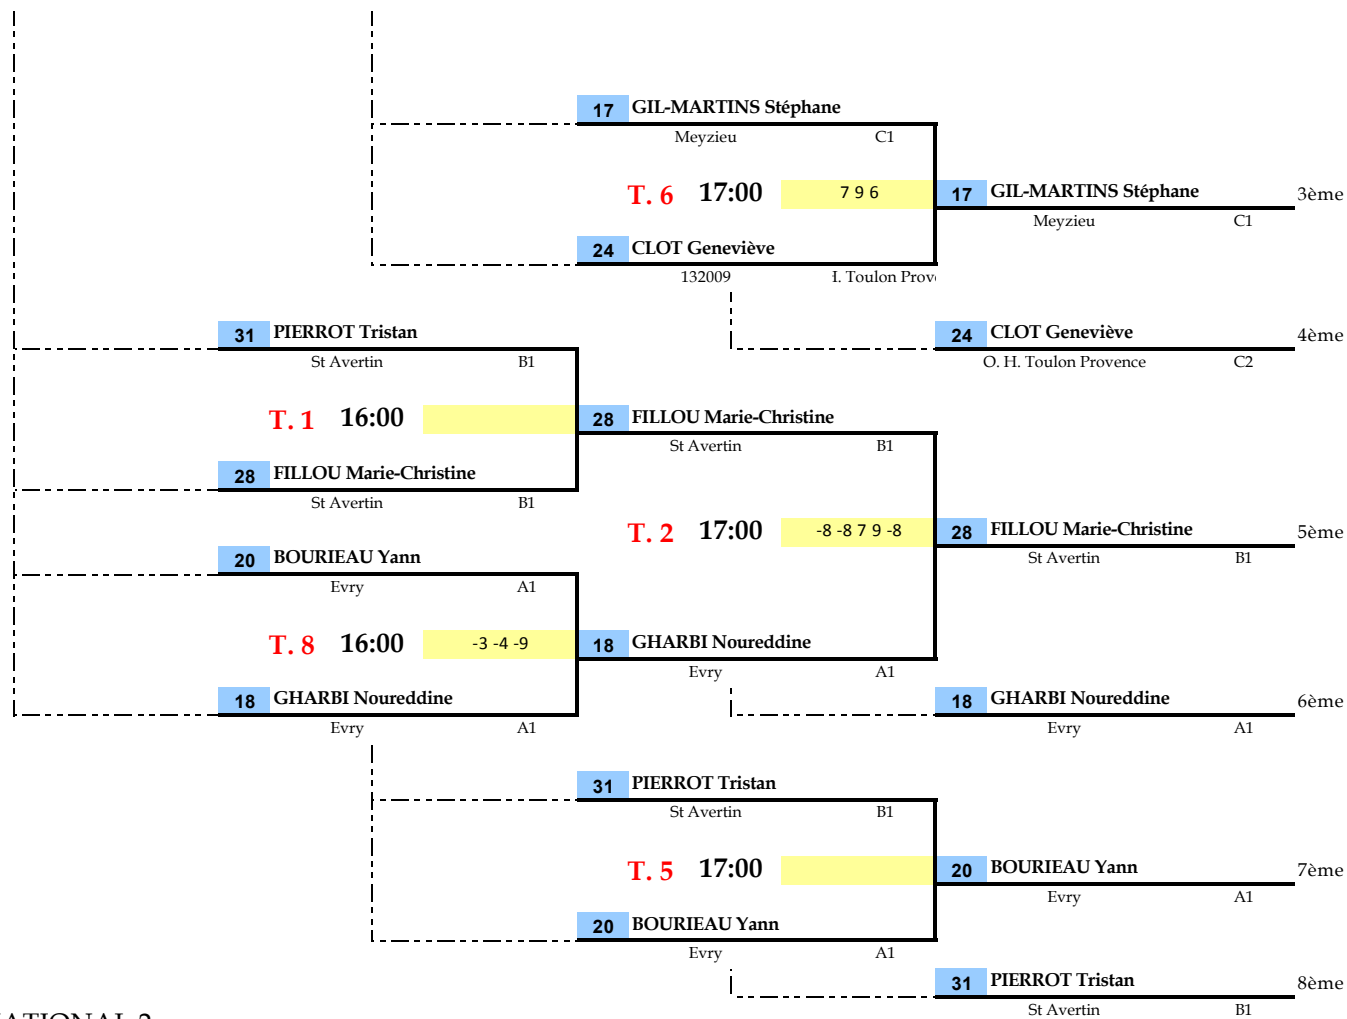 17 GIL-MARTINS Stéphane
Meyzieu C1
T. 6 17:00 7 9 6 17 GIL-MARTINS Stéphane 3ème
Meyzieu C1
24 CLOT Geneviève
132009 H. Toulon Prov
31 PIERROT Tristan 24 CLOT Geneviève 4ème
St Avertin B1 O. H. Toulon Provence C2
T. 1 16:00 28 FILLOU Marie-Christine
St Avertin B1
28 FILLOU Marie-Christine
St Avertin B1
T. 2 17:00 -8 -8 7 9 -8 28 FILLOU Marie-Christine 5ème
20 BOURIEAU Yann St Avertin B1
Evry A1
T. 8 16:00 -3 -4 -9 18 GHARBI Noureddine
Evry A1
18 GHARBI Noureddine 18 GHARBI Noureddine 6ème
Evry A1 Evry A1
31 PIERROT Tristan
St Avertin B1
T. 5 17:00 20 BOURIEAU Yann 7ème
Evry A1
20 BOURIEAU Yann
Evry A1
31 PIERROT Tristan 8ème
St Avertin B1